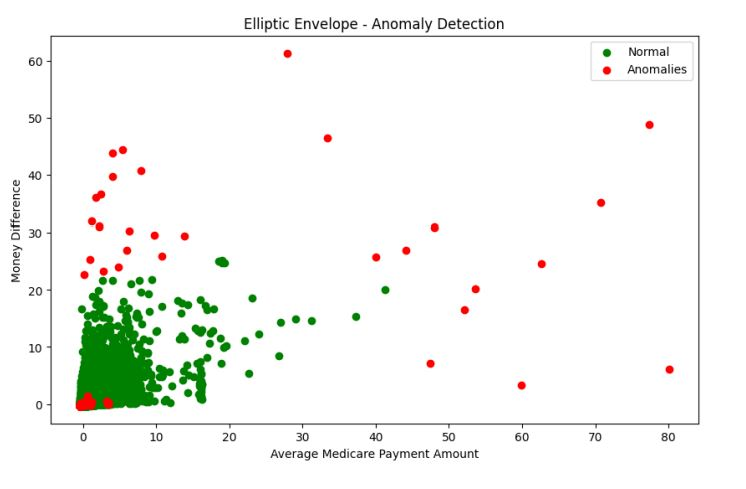 Elliptic Envelope - Anomaly Detection
Normal
Anomalies
60
50
40
30
20
10
0
Money Difference
0 10 20 30 40 50 60 70 80
Average Medicare Payment Amount